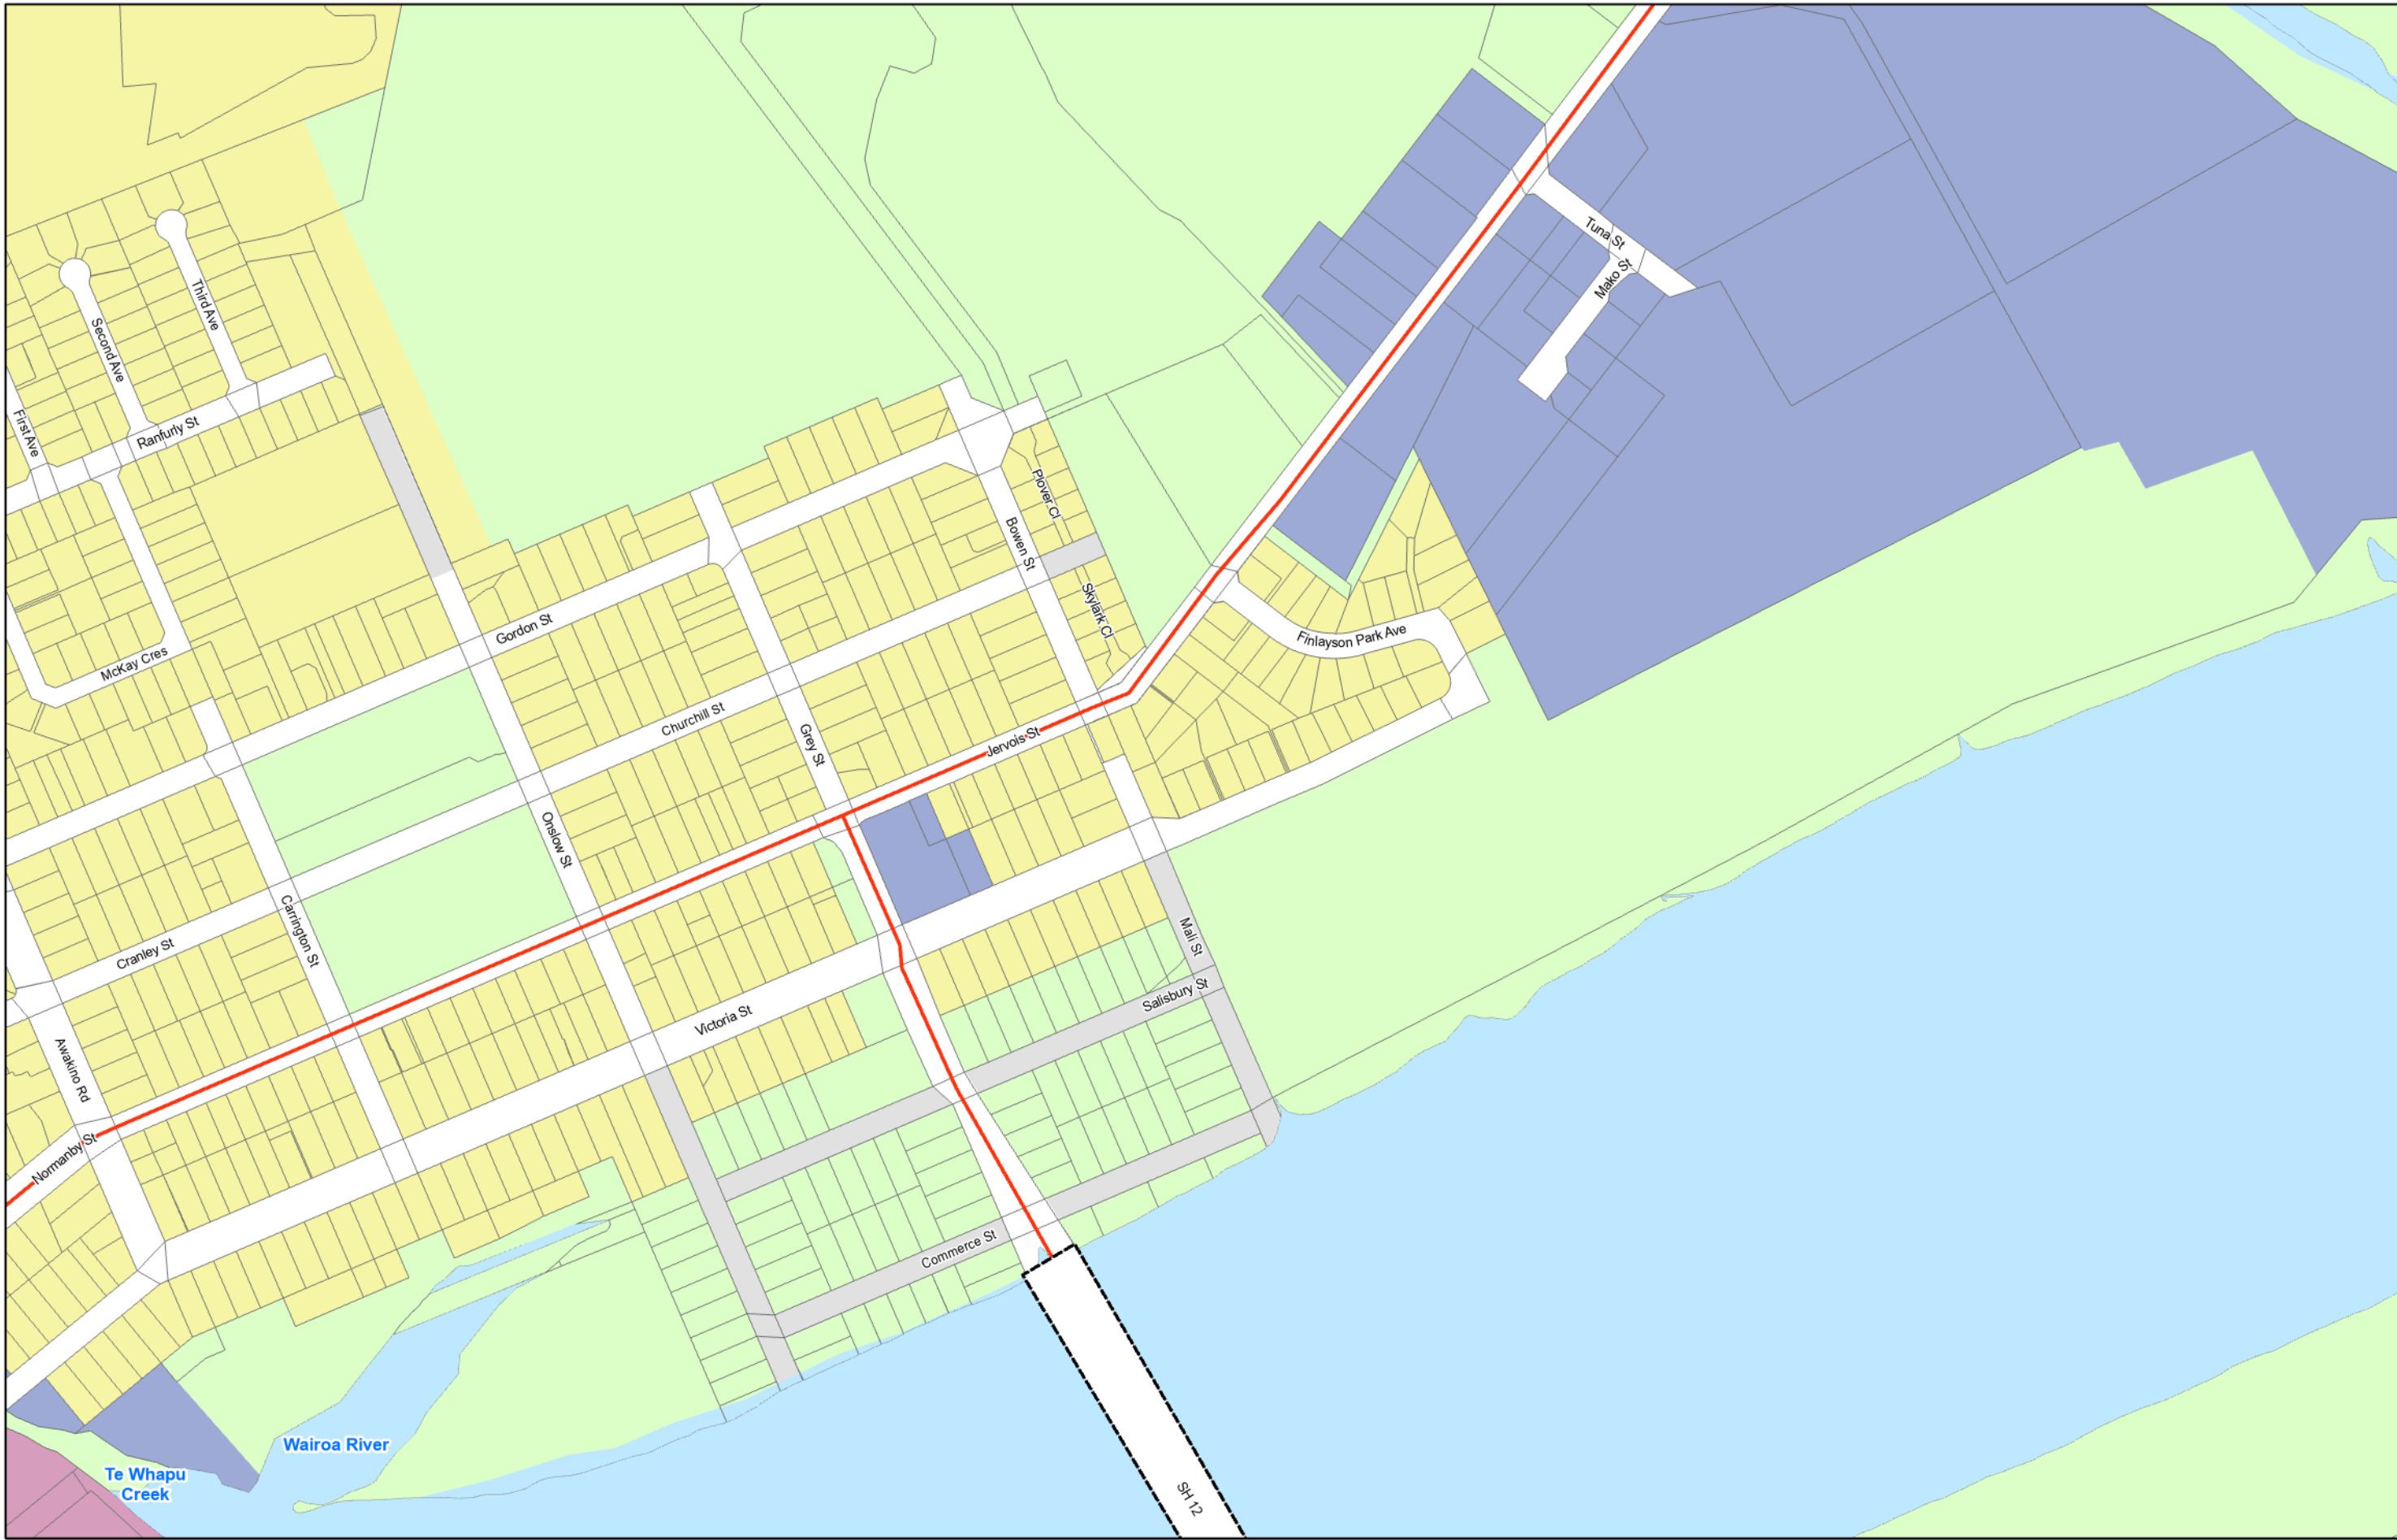 Tuna St
Mako St
Third Ave
Second Ave
First Ave
Ranfurly St
Plover Cl
Bowen St
Skylark Cl
Gordon St
Finlayson Park Ave
McKay Cres
Churchill St
Grey St
Jervois St
Onslow St
Carrington St
Cranley St
Mali St
Salisbury St
Victoria St
Awakino Rd
Normanby St
Commerce St
Wairoa River
Te Whapu
Creek
SH 12